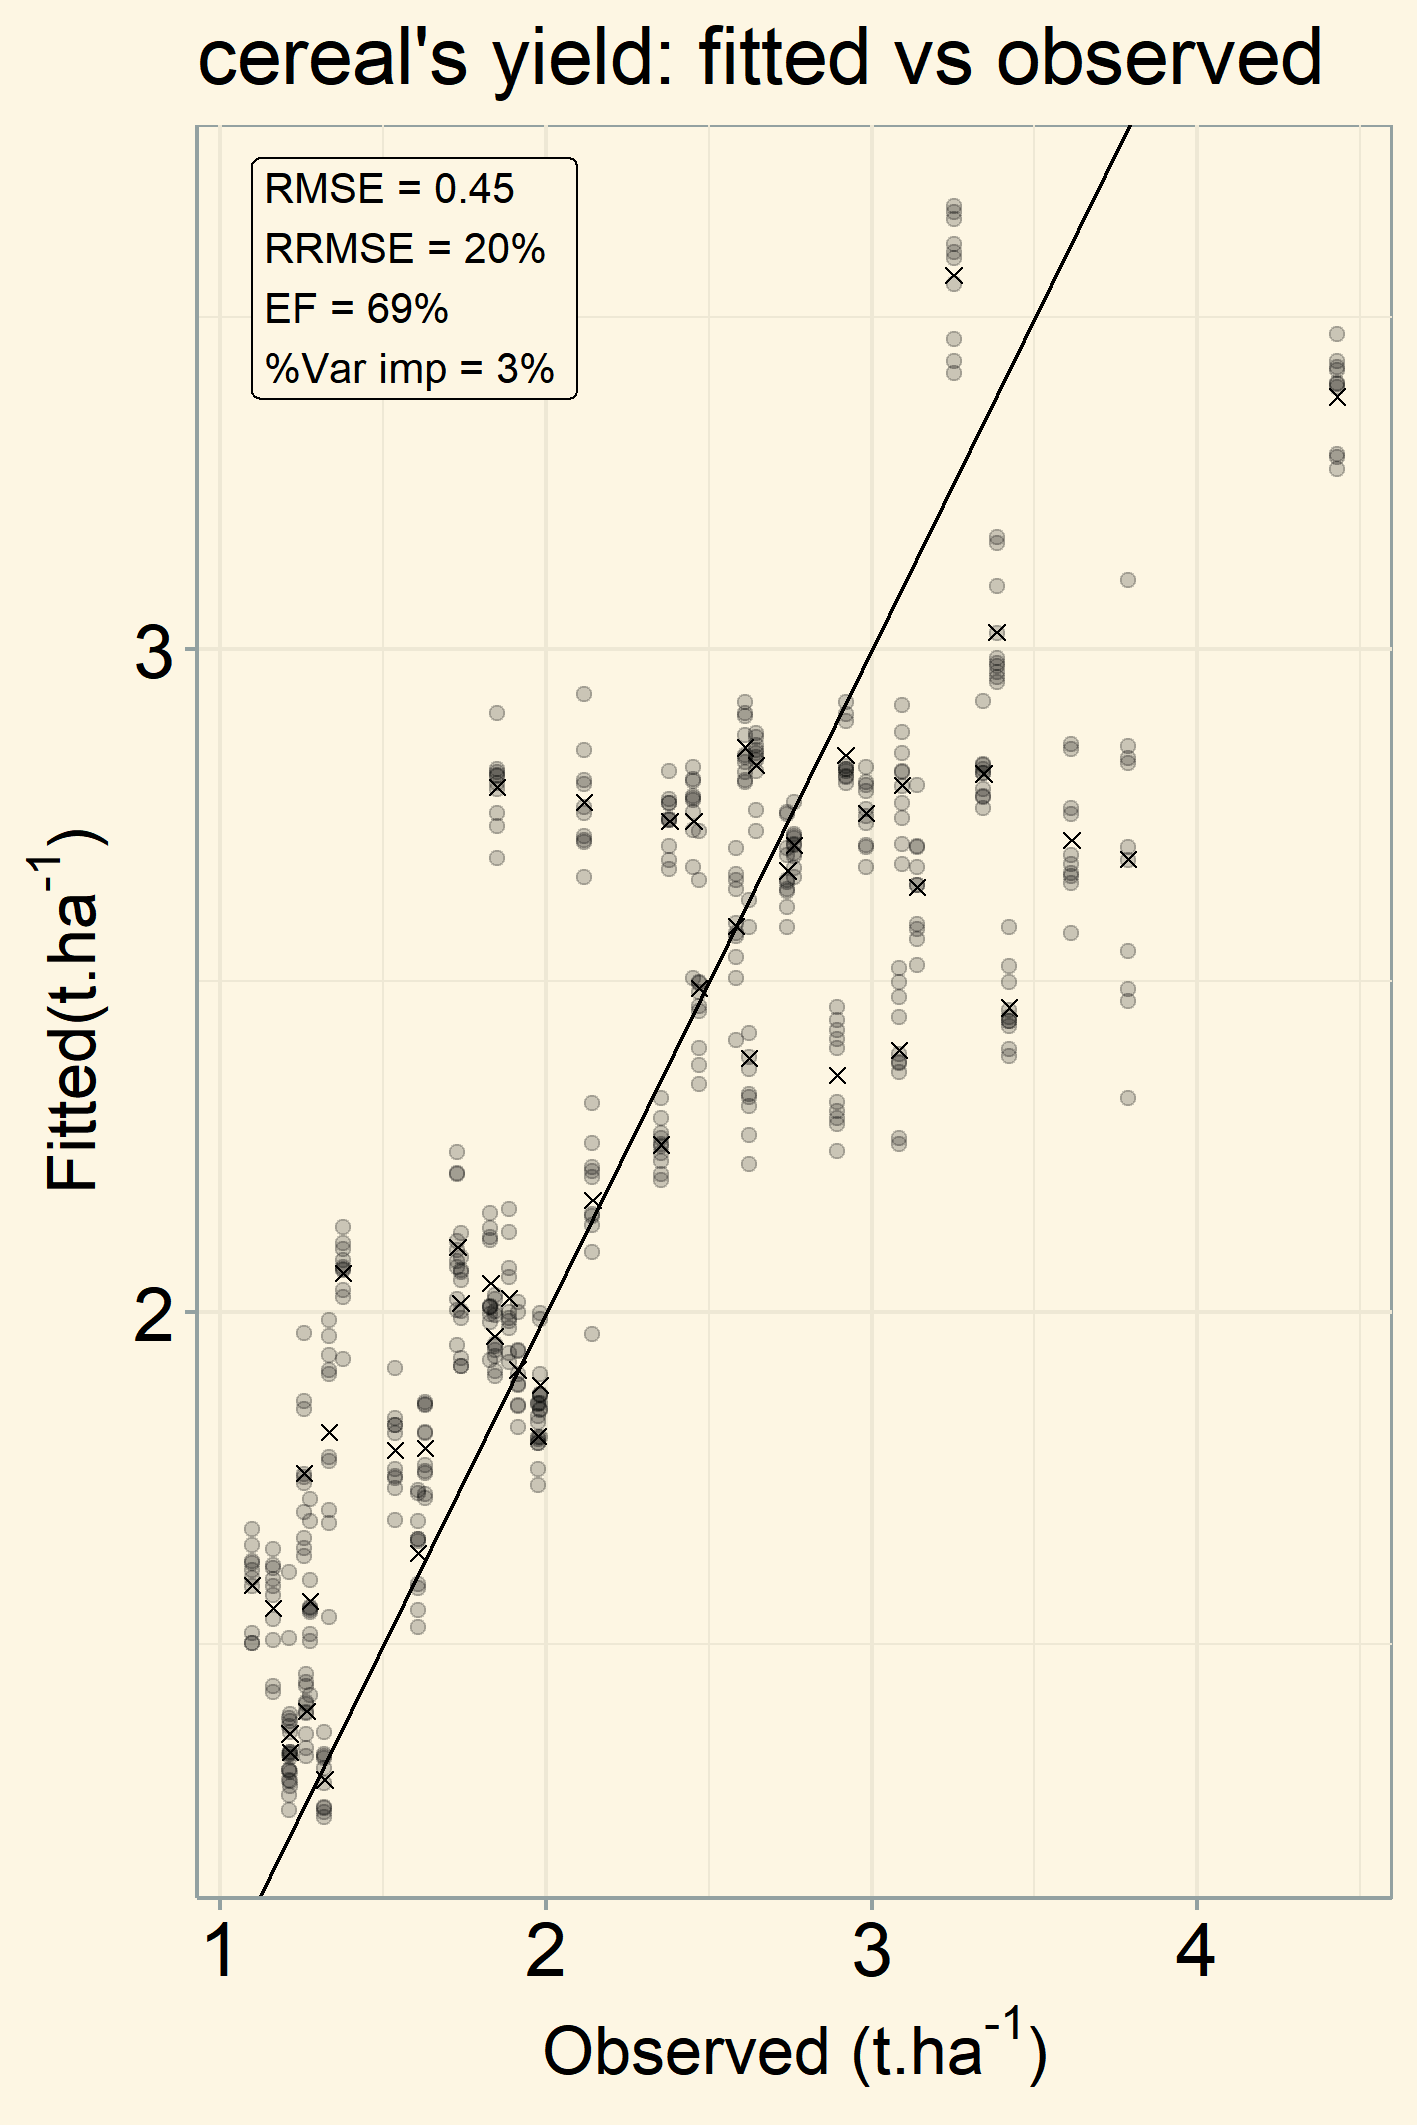 cereal's yield: fitted vs observed
RMSE = 0.45
RRMSE = 20%
EF = 69%
%Var imp = 3%
Fitted(t.ha⁻¹)
3
2
1 2 3 4
Observed (t.ha⁻¹)